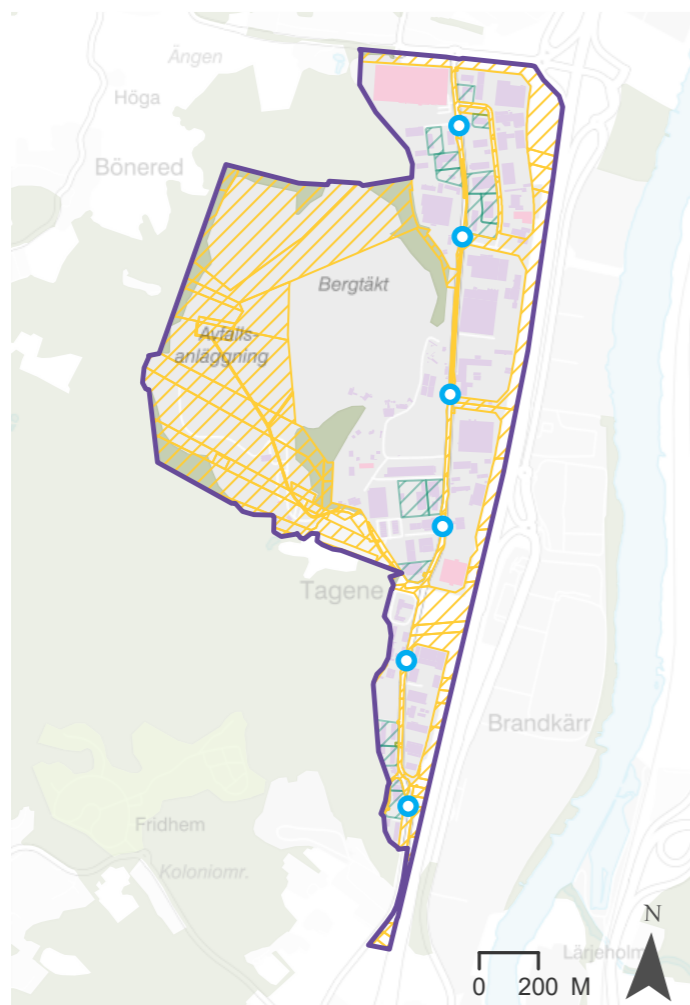 Ängen
Höga
Bönered
Bergtäkt
Avfalls-
anläggning
Tagene
Brandkärr
Fridhem
Koloniomr.
N
Lärjeholm
0 200 M